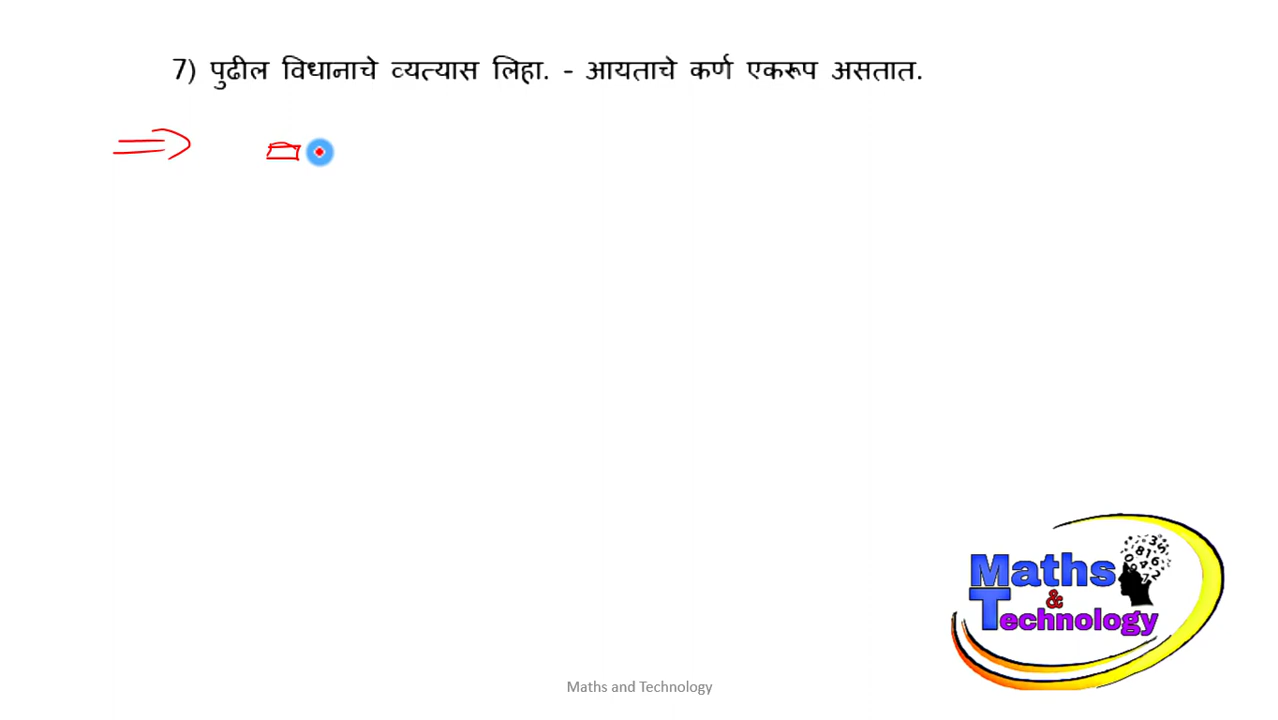 7) पुढील विधानाचे व्यत्यास लिहा. - आयताचे कर्ण एकरूप असतात.
Maths
&
Technology
Maths and Technology